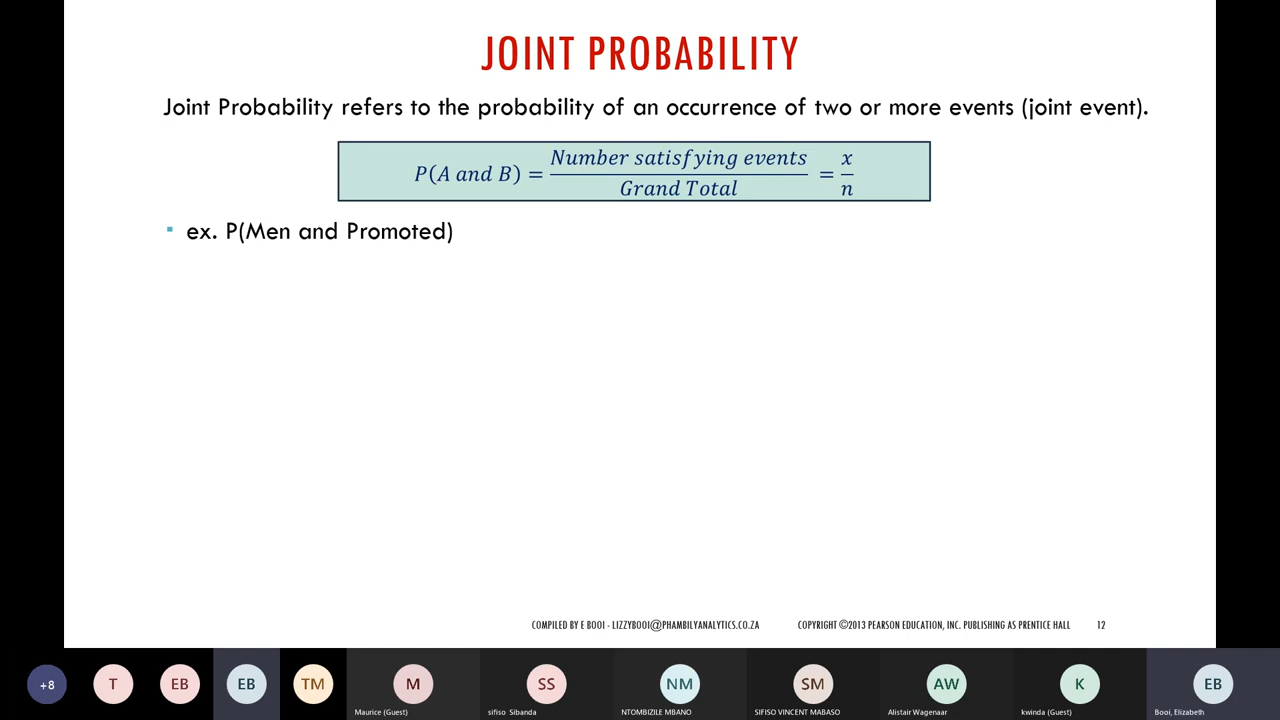 JOINT PROBABILITY
Joint Probability refers to the probability of an occurrence of two or more events (joint event).
P(A and B) = Number satisfying events / Grand Total = x / n
▪ ex. P(Men and Promoted)
COMPILED BY E BOOI - LIZZYBOOI@PHAMBILYANALYTICS.CO.ZA COPYRIGHT ©2013 PEARSON EDUCATION, INC. PUBLISHING AS PRENTICE HALL 12
+8 T EB EB TM M SS NM SM AW K EB
Maurice (Guest) sifiso Sibanda NTOMBIZILE MBANO SIFISO VINCENT MABASO Alistair Wagenaar kwinda (Guest) Booi, Elizabeth